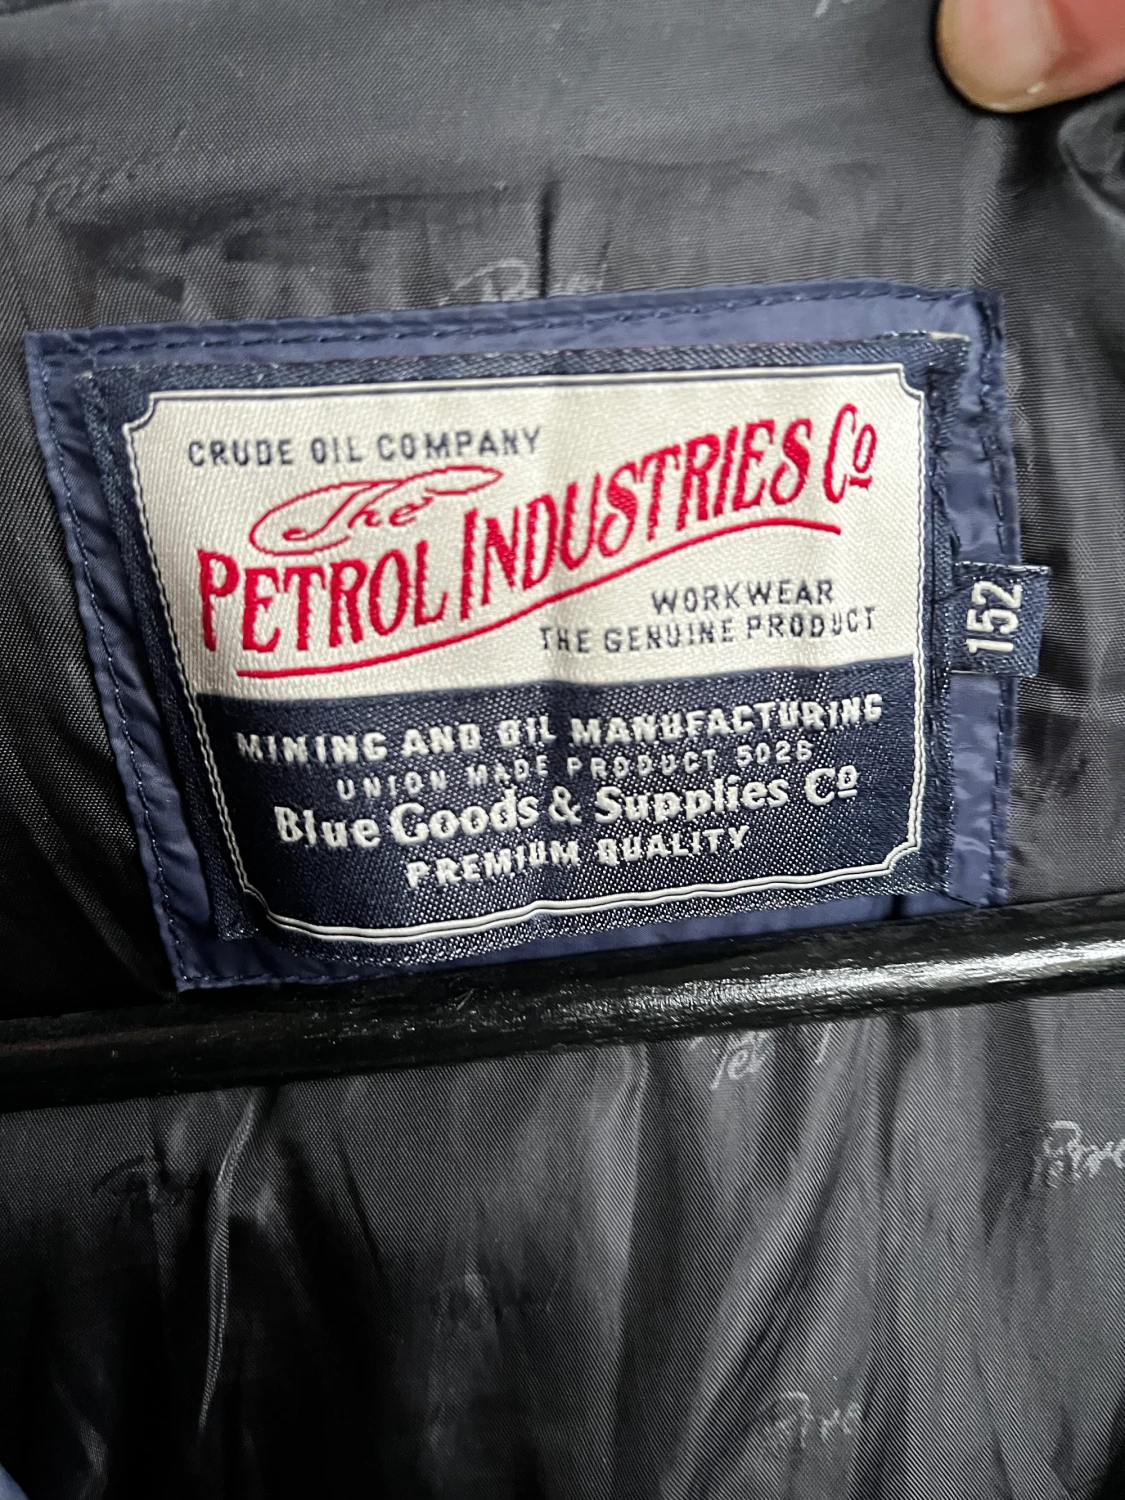 CRUDE OIL COMPANY
The
PETROL INDUSTRIES Co
WORKWEAR
THE GENUINE PRODUCT
152
MINING AND OIL MANUFACTURING
UNION MADE PRODUCT 5026
Blue Goods & Supplies Co
PREMIUM QUALITY